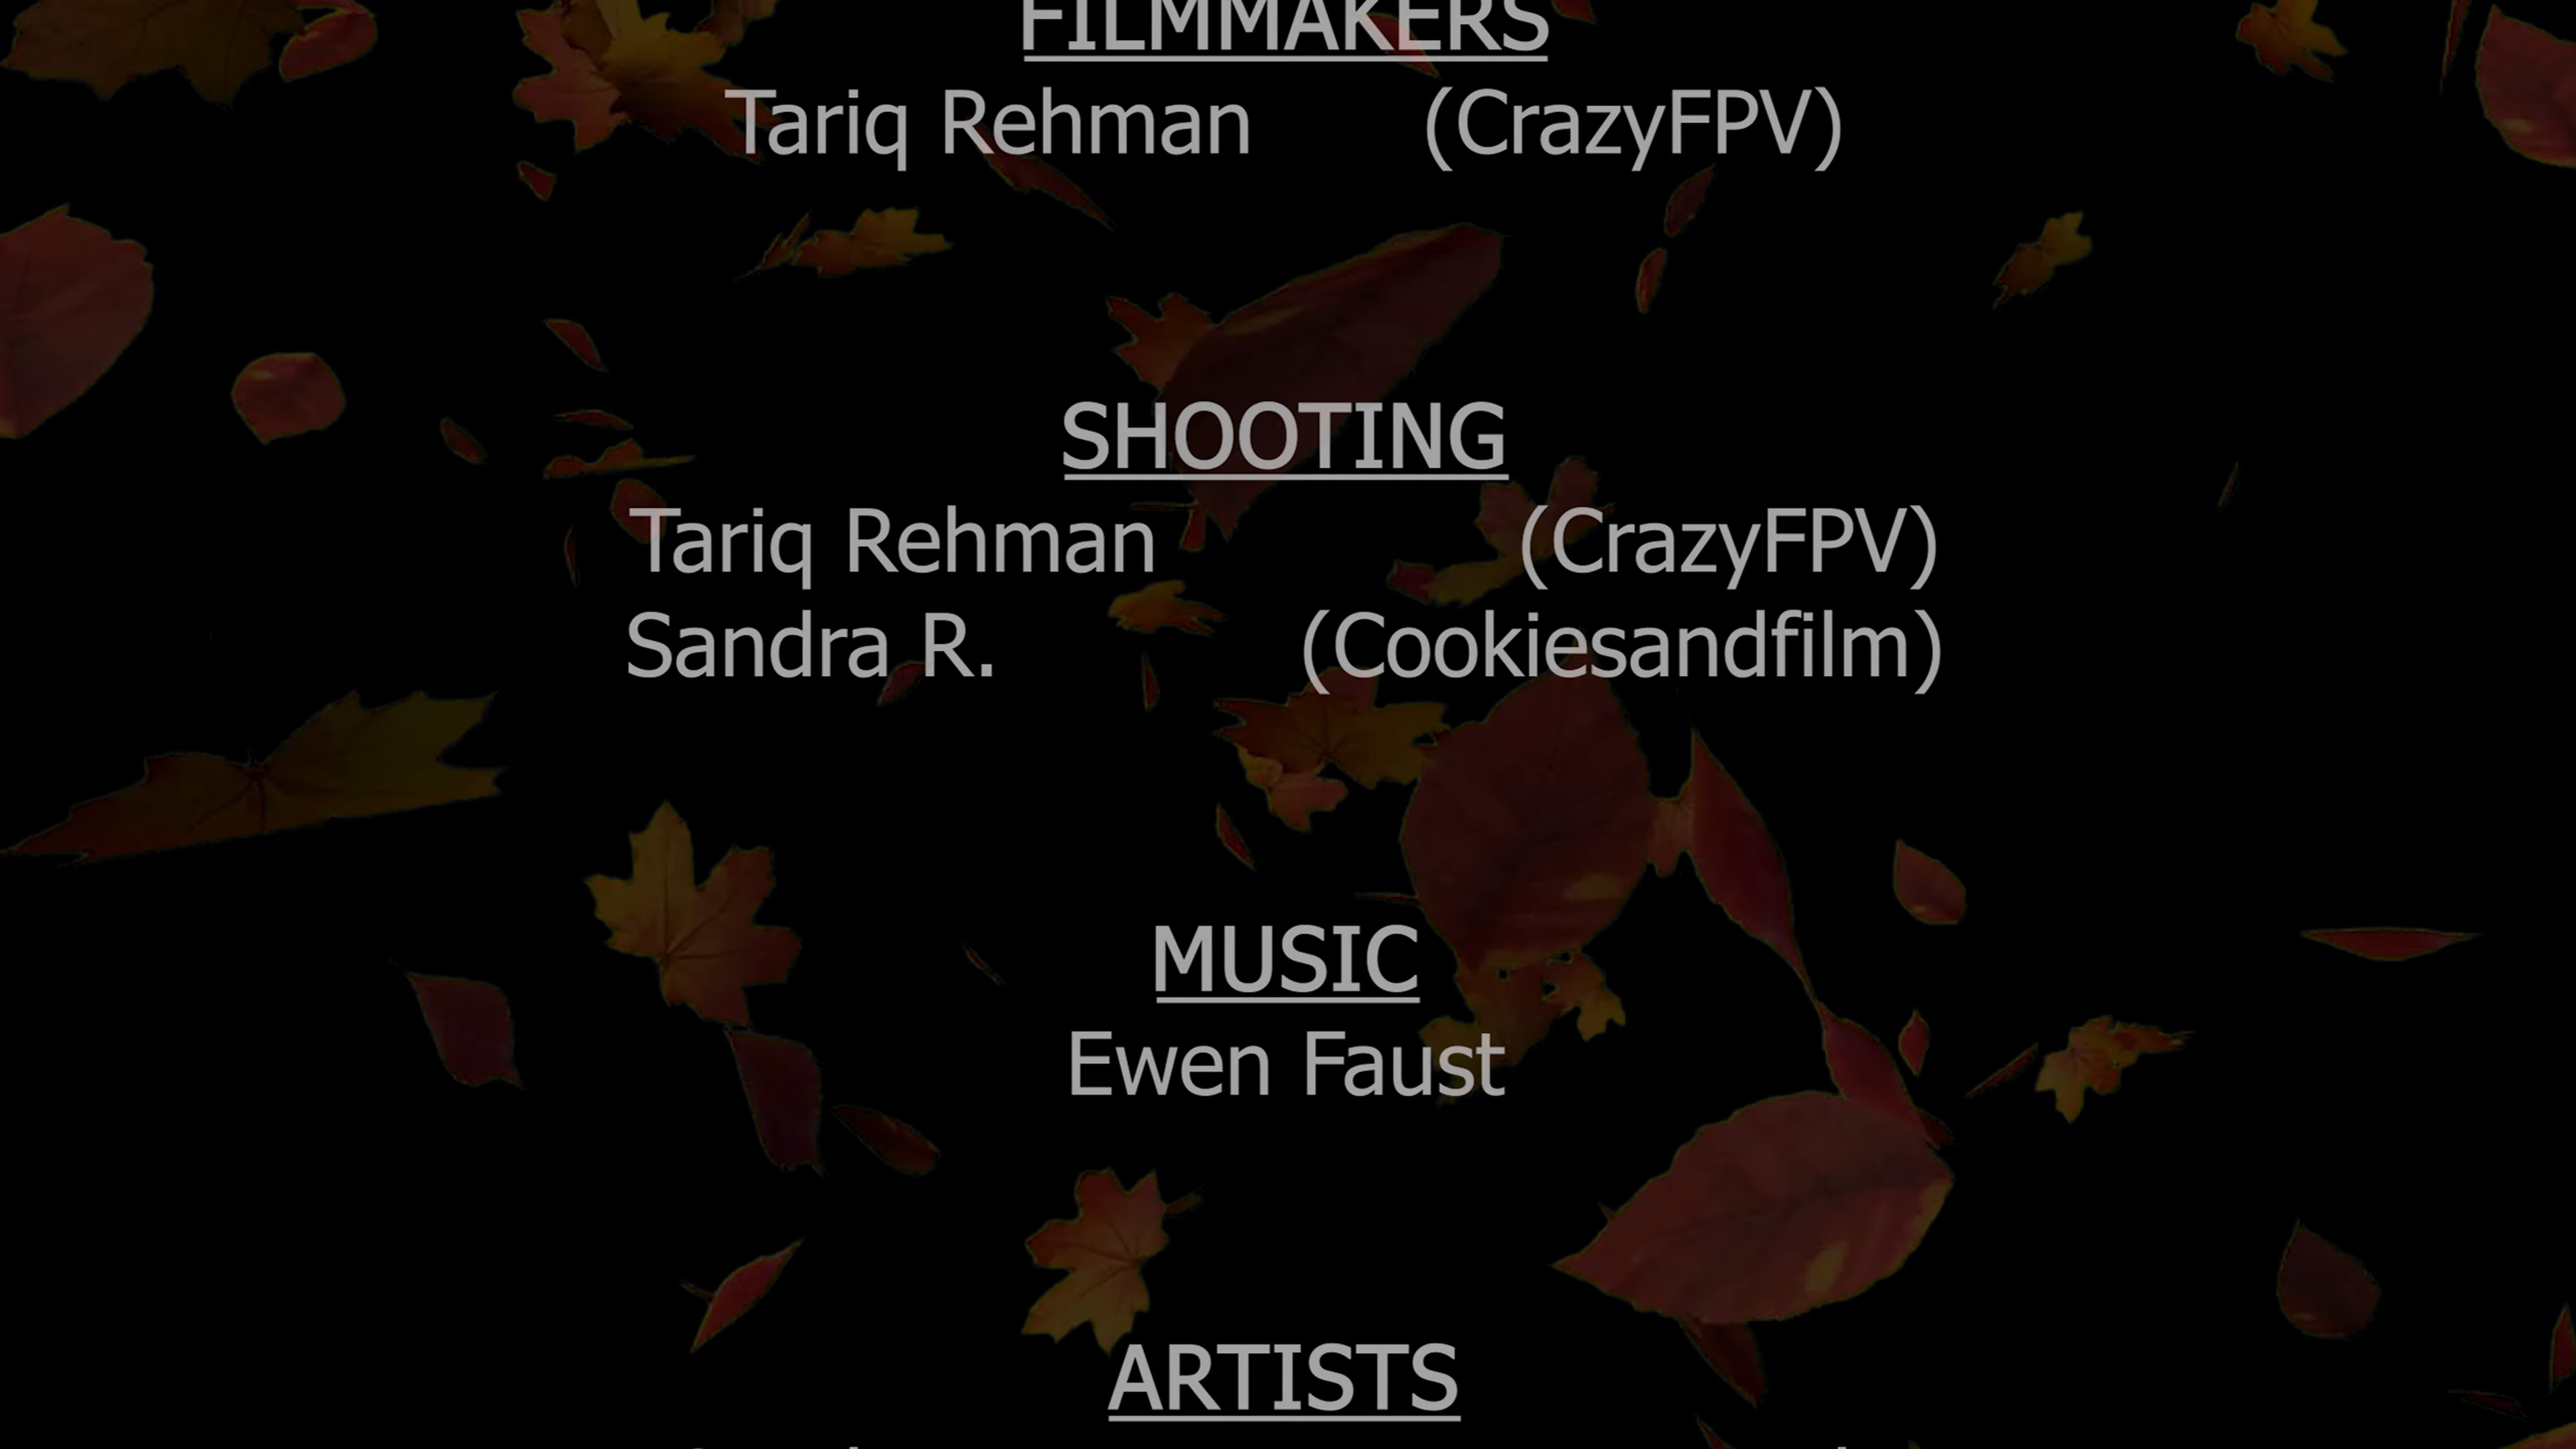 FILMMAKERS
Tariq Rehman (CrazyFPV)
SHOOTING
Tariq Rehman (CrazyFPV)
Sandra R. (Cookiesandfilm)
MUSIC
Ewen Faust
ARTISTS